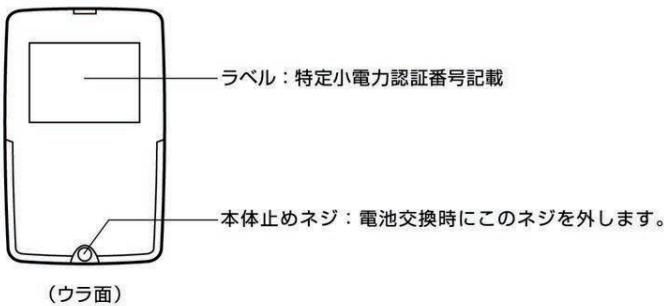 ラベル：特定小電力認証番号記載
本体止めネジ：電池交換時にこのネジを外します。
（ウラ面）